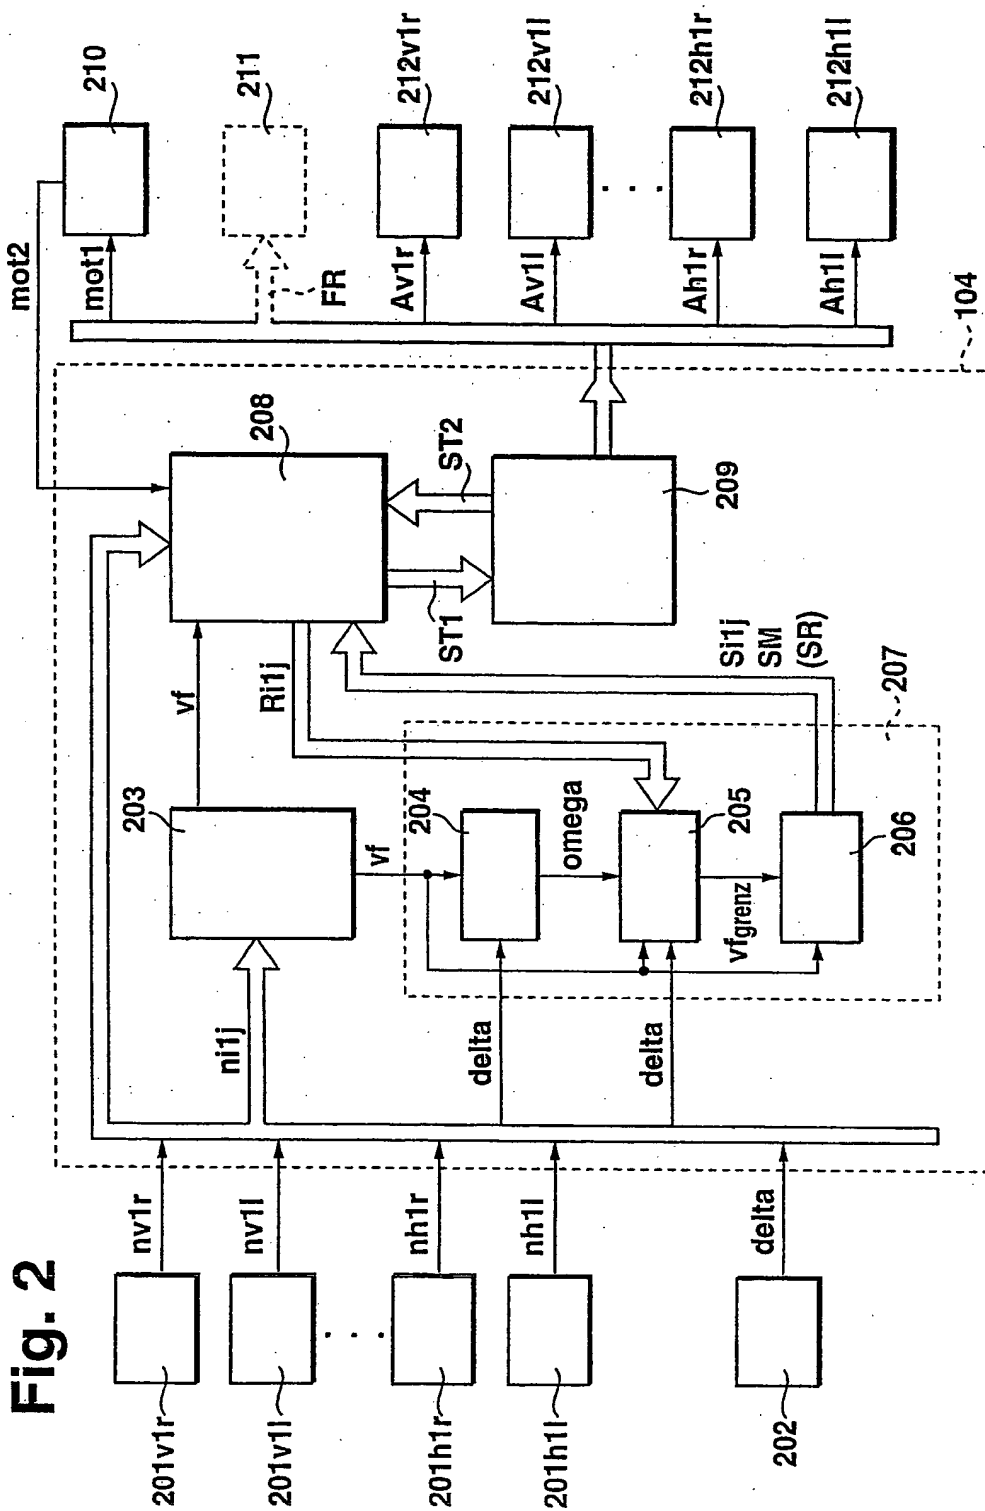 Fig. 2
201v1r
nv1r
201v1l
nv1l
201h1r
nh1r
201h1l
nh1l
202
delta
ni1j
delta
delta
203
vf
vf
204
omega
205
vfgrenz
206
207
Ri1j
Si1j
SM
(SR)
208
ST1
ST2
209
104
mot2
mot1
210
FR
211
Av1r
212v1r
Av1l
212v1l
Ah1r
212h1r
Ah1l
212h1l